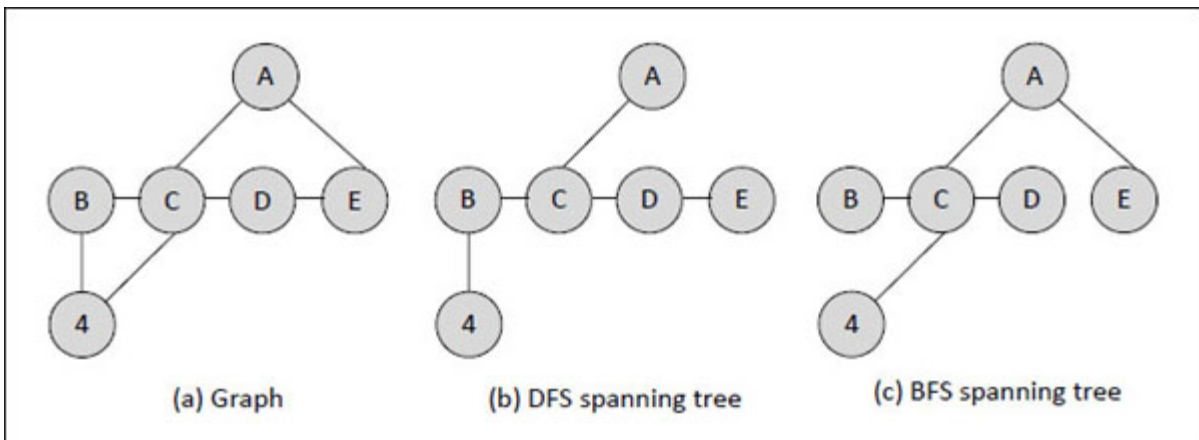 A
A
A
B
C
D
E
B
C
D
E
B
C
D
E
4
4
4
(a) Graph
(b) DFS spanning tree
(c) BFS spanning tree